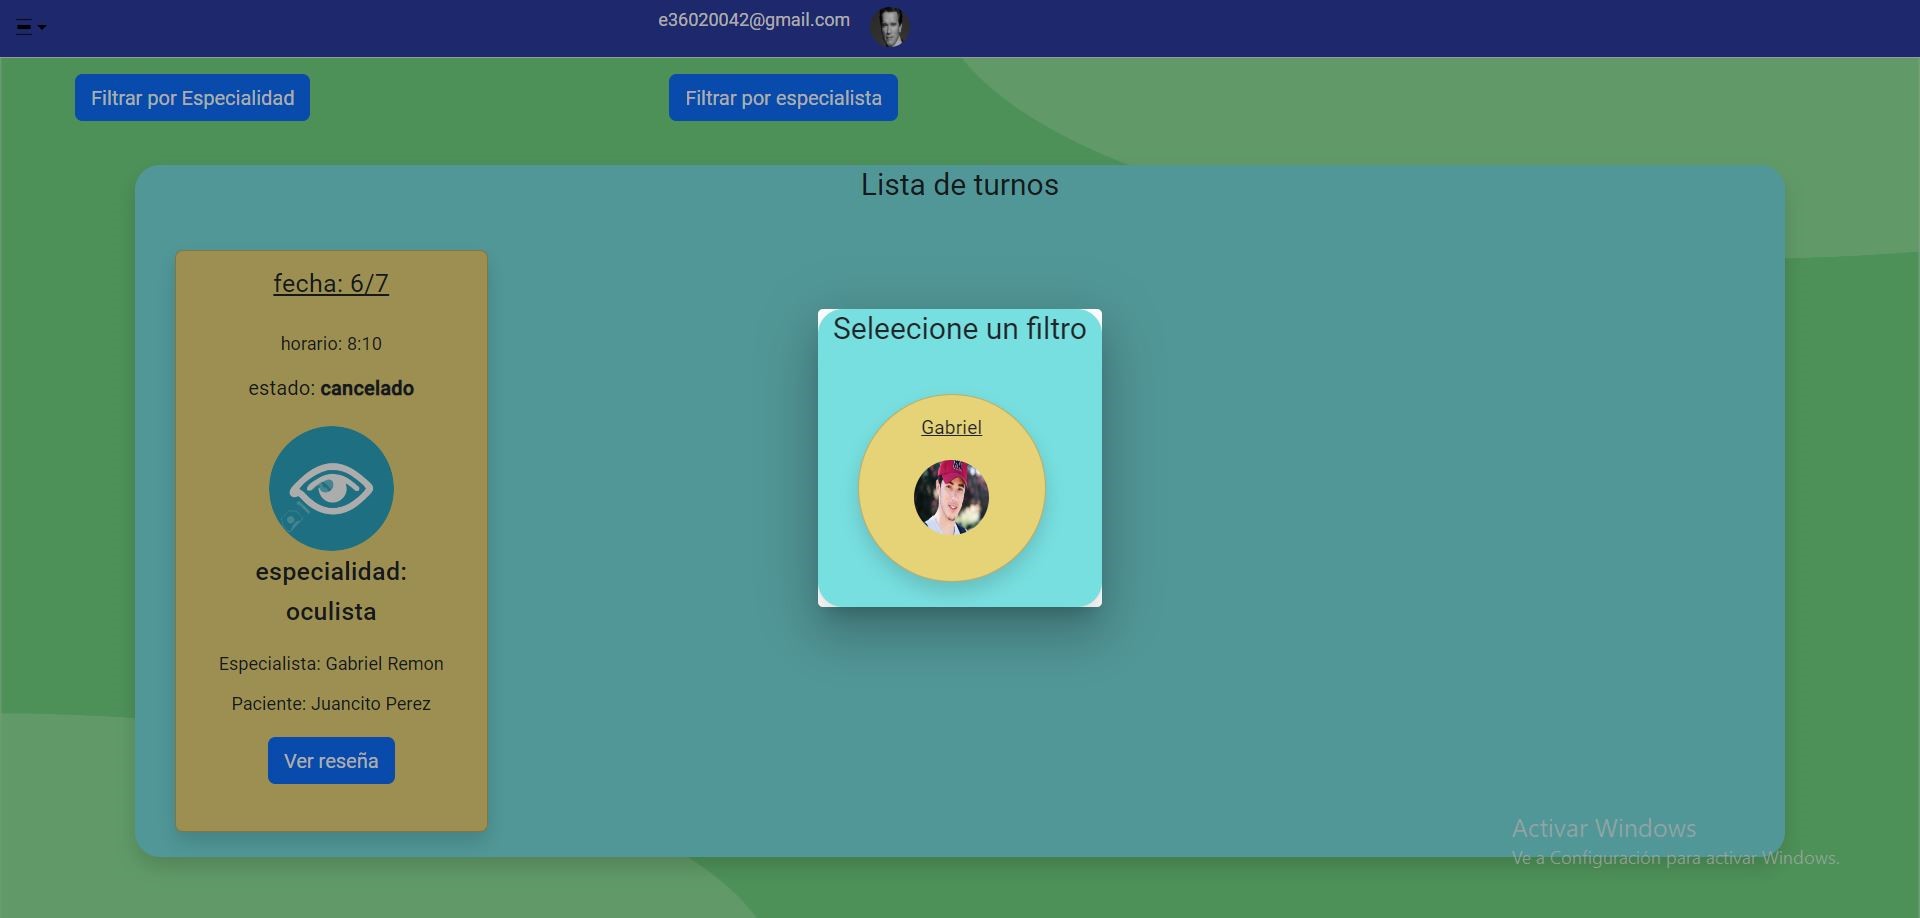 e36020042@gmail.com
Filtrar por Especialidad
Filtrar por especialista
Lista de turnos
fecha: 6/7
horario: 8:10
estado: cancelado
especialidad:
oculista
Especialista: Gabriel Remon
Paciente: Juancito Perez
Ver reseña
Seleecione un filtro
Gabriel
Activar Windows
Ve a Configuración para activar Windows.